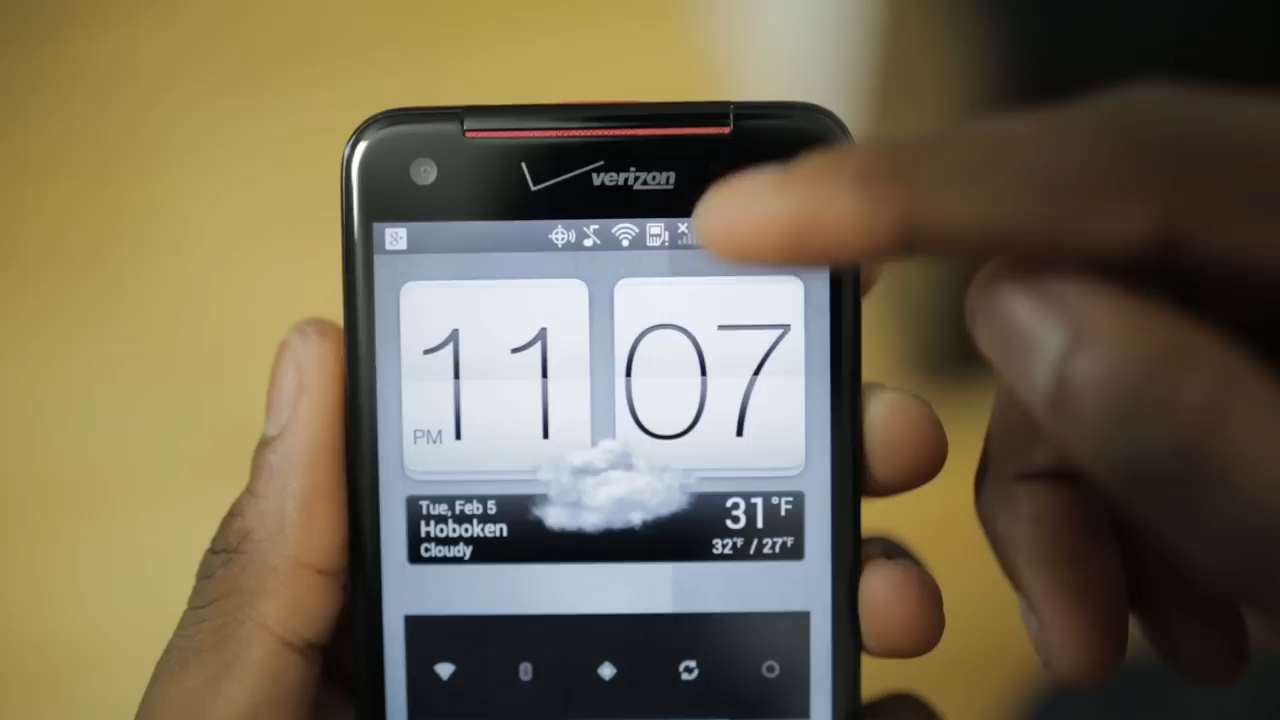 verizon
g+
11 07
PM
Tue, Feb 5
Hoboken
Cloudy
31°F
32°F / 27°F